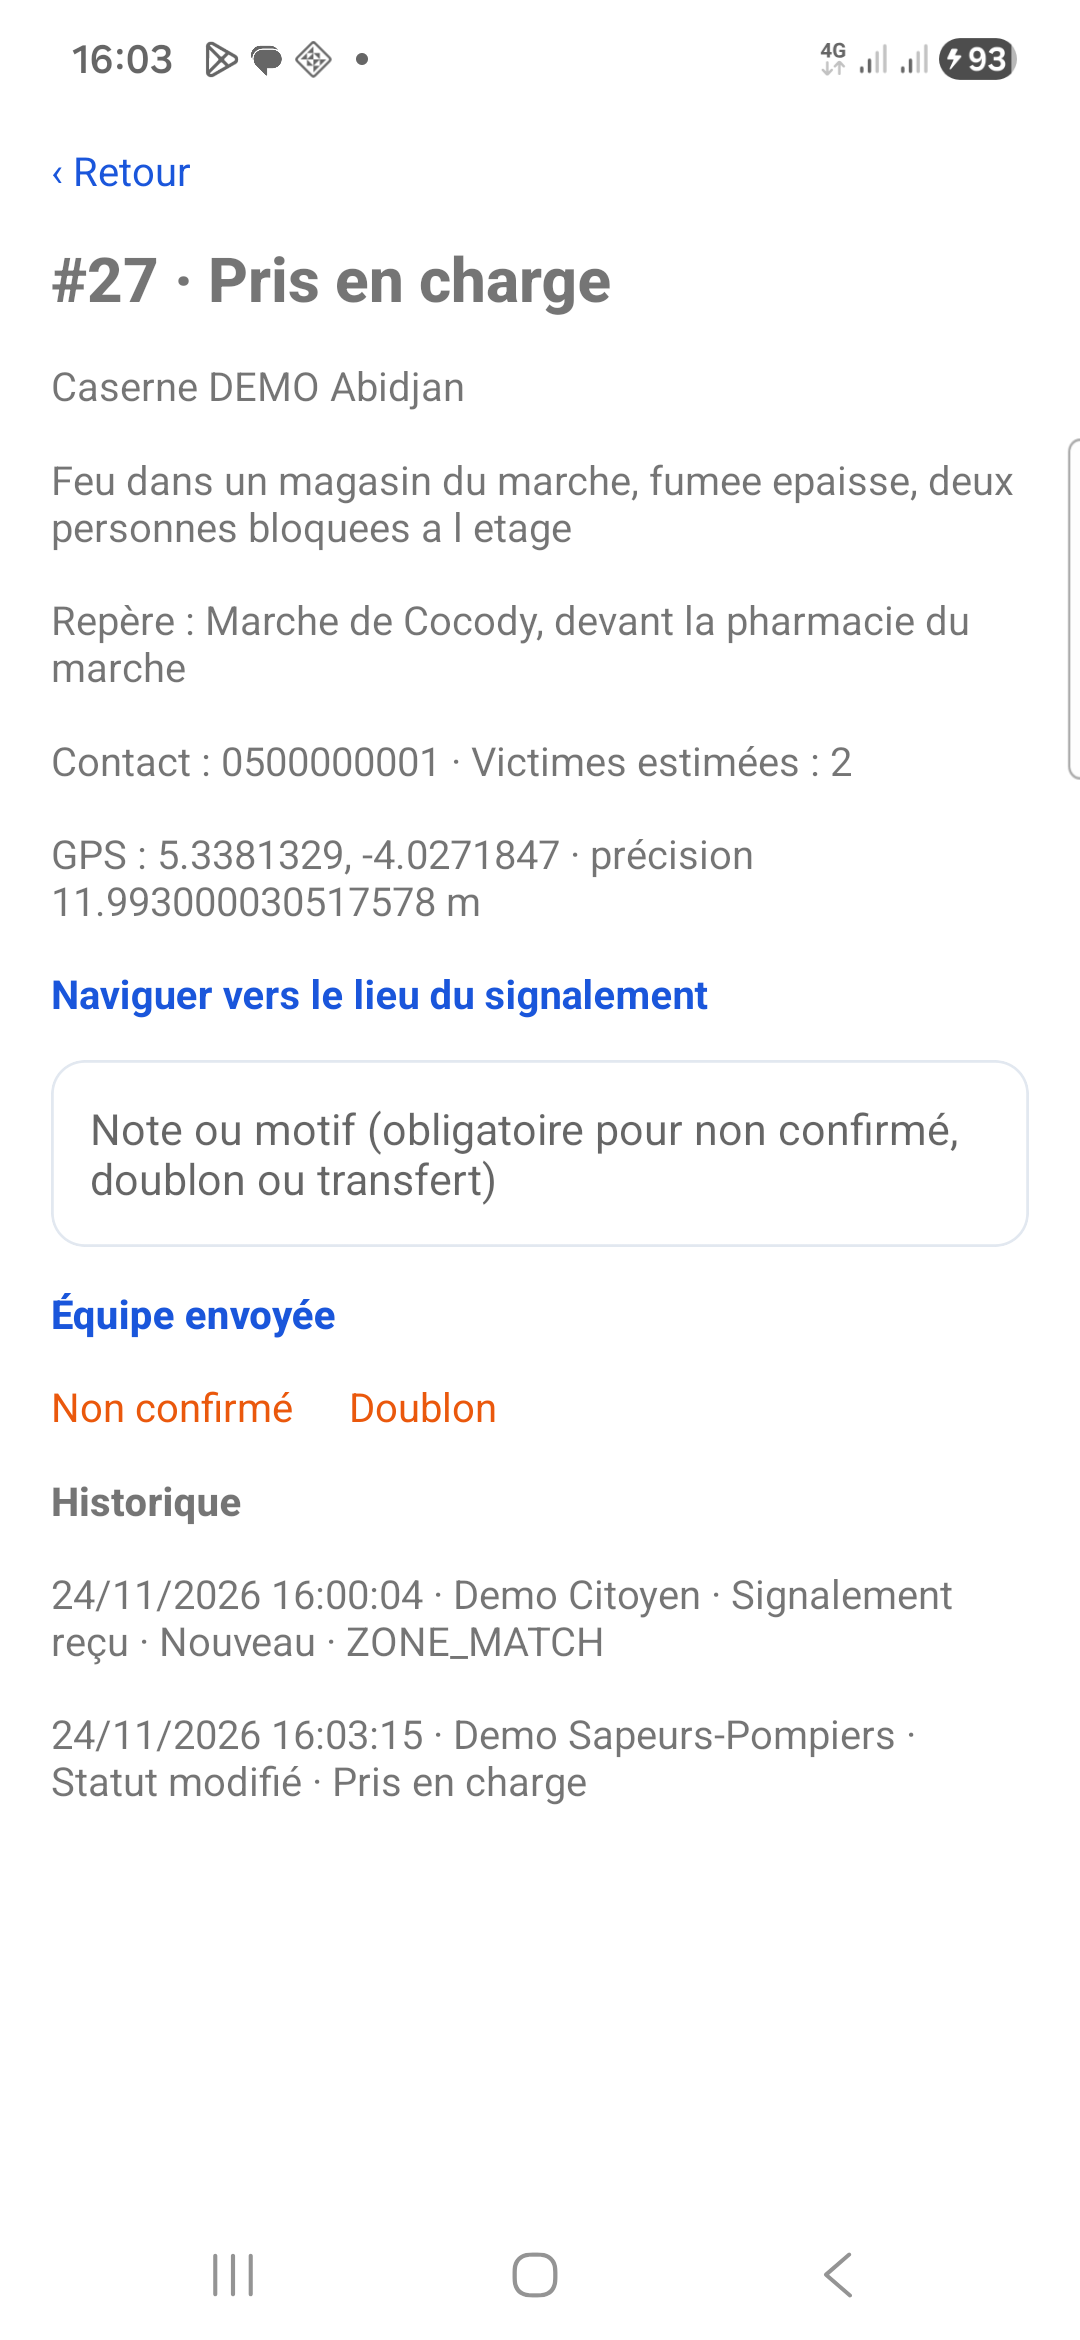 16:03
4G
93
‹ Retour
#27 · Pris en charge
Caserne DEMO Abidjan
Feu dans un magasin du marche, fumee epaisse, deux
personnes bloquees a l etage
Repère : Marche de Cocody, devant la pharmacie du
marche
Contact : 0500000001 · Victimes estimées : 2
GPS : 5.3381329, -4.0271847 · précision
11.993000030517578 m
Naviguer vers le lieu du signalement
Note ou motif (obligatoire pour non confirmé,
doublon ou transfert)
Équipe envoyée
Non confirmé Doublon
Historique
24/11/2026 16:00:04 · Demo Citoyen · Signalement
reçu · Nouveau · ZONE_MATCH
24/11/2026 16:03:15 · Demo Sapeurs-Pompiers ·
Statut modifié · Pris en charge